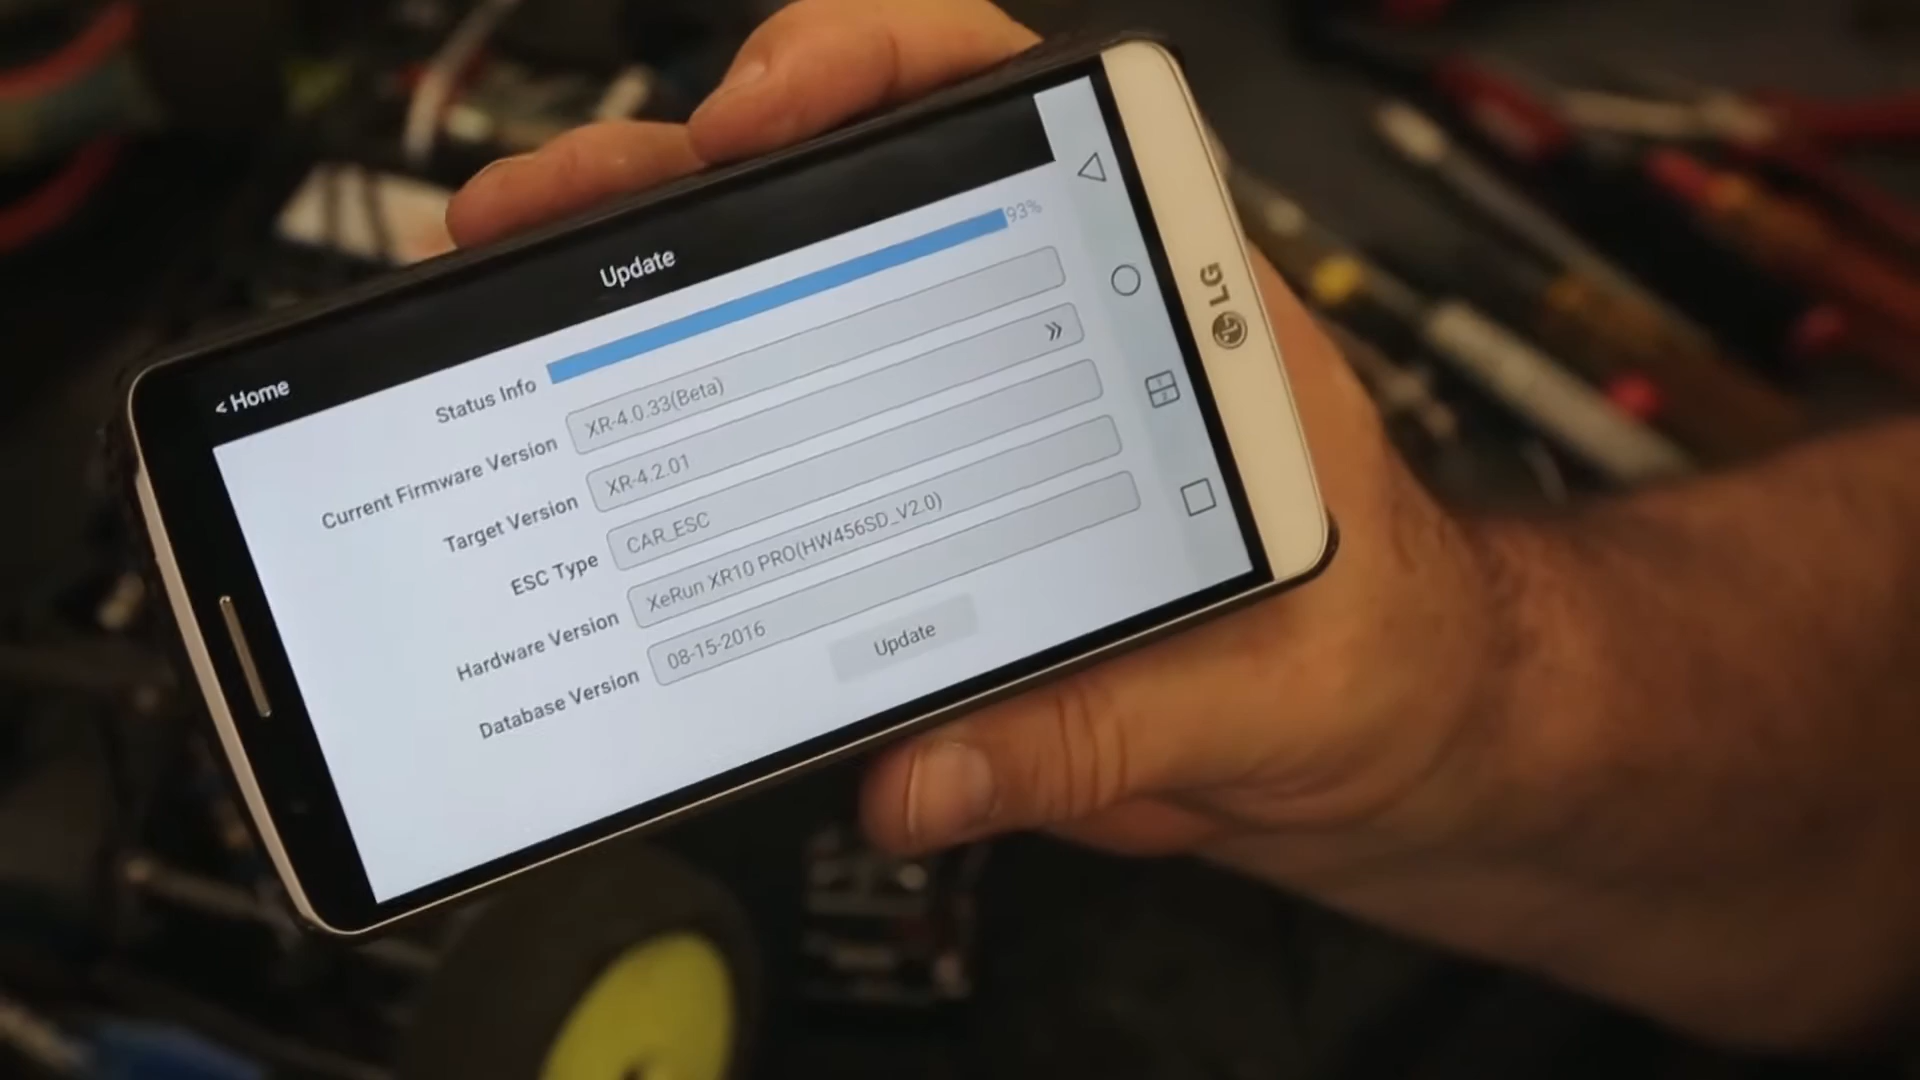 < Home
Update
Status Info
93%
Current Firmware Version
XR-4.0.33(Beta)
Target Version
XR-4.2.01
»
ESC Type
CAR_ESC
Hardware Version
XeRun XR10 PRO(HW456SD_V2.0)
Database Version
08-15-2016
Update
LG